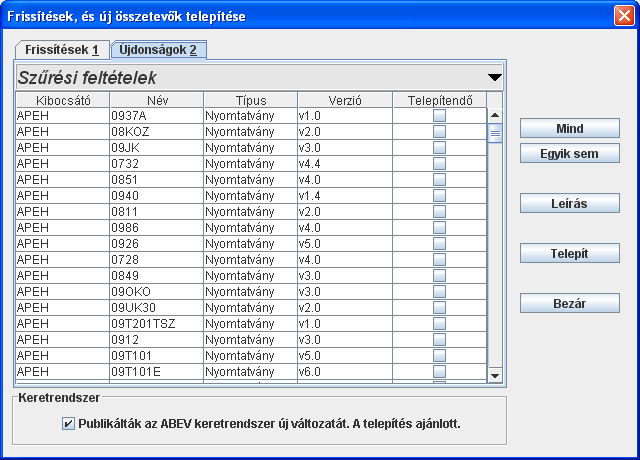 Frissítések, és új összetevők telepítése
Frissítések 1 Újdonságok 2
Szűrési feltételek
Kibocsátó Név Típus Verzió Telepítendő
APEH 0937A Nyomtatvány v1.0
APEH 08KOZ Nyomtatvány v2.0
APEH 09JK Nyomtatvány v3.0
APEH 0732 Nyomtatvány v4.4
APEH 0851 Nyomtatvány v4.0
APEH 0940 Nyomtatvány v1.4
APEH 0811 Nyomtatvány v2.0
APEH 0986 Nyomtatvány v4.0
APEH 0926 Nyomtatvány v5.0
APEH 0728 Nyomtatvány v4.0
APEH 0849 Nyomtatvány v3.0
APEH 09OKO Nyomtatvány v3.0
APEH 09UK30 Nyomtatvány v2.0
APEH 09T201TSZ Nyomtatvány v1.0
APEH 0912 Nyomtatvány v3.0
APEH 09T101 Nyomtatvány v5.0
APEH 09T101E Nyomtatvány v6.0
Mind
Egyik sem
Leírás
Telepít
Bezár
Keretrendszer
Publikálták az ABEV keretrendszer új változatát. A telepítés ajánlott.